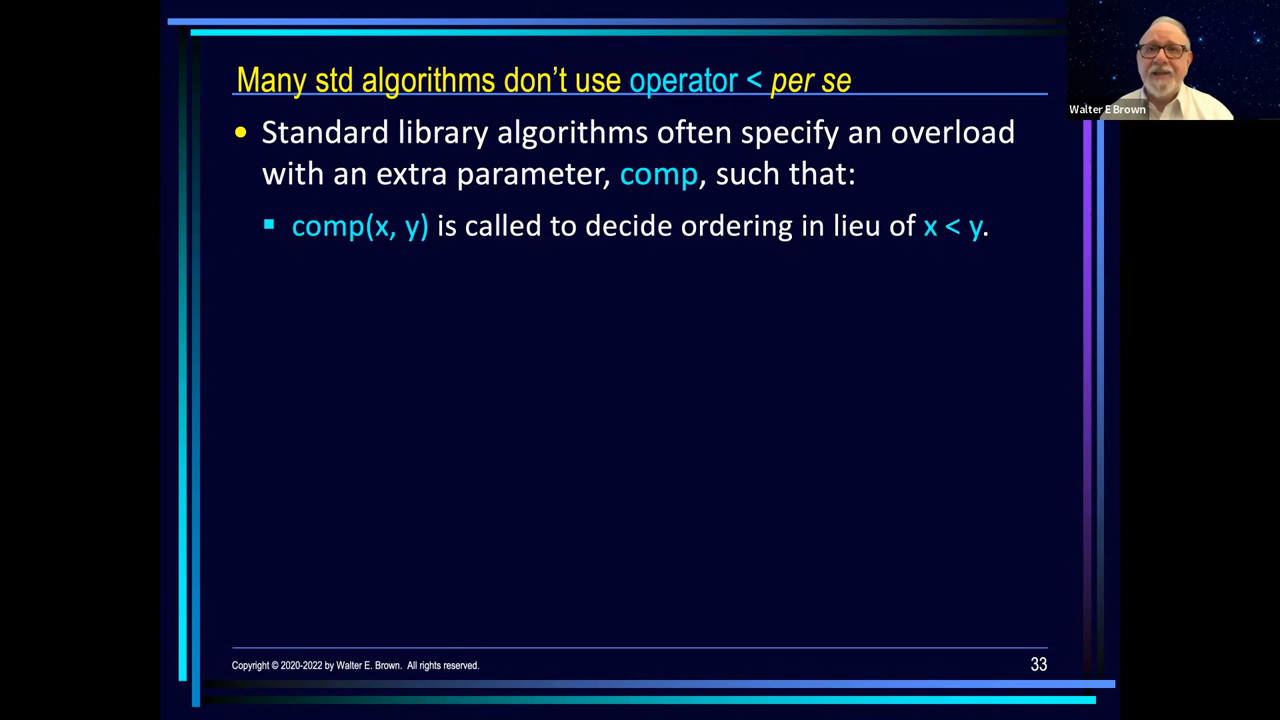 Many std algorithms don’t use operator < per se
Walter E Brown
• Standard library algorithms often specify an overload
with an extra parameter, comp, such that:
▪ comp(x, y) is called to decide ordering in lieu of x < y.
Copyright © 2020-2022 by Walter E. Brown. All rights reserved.
33